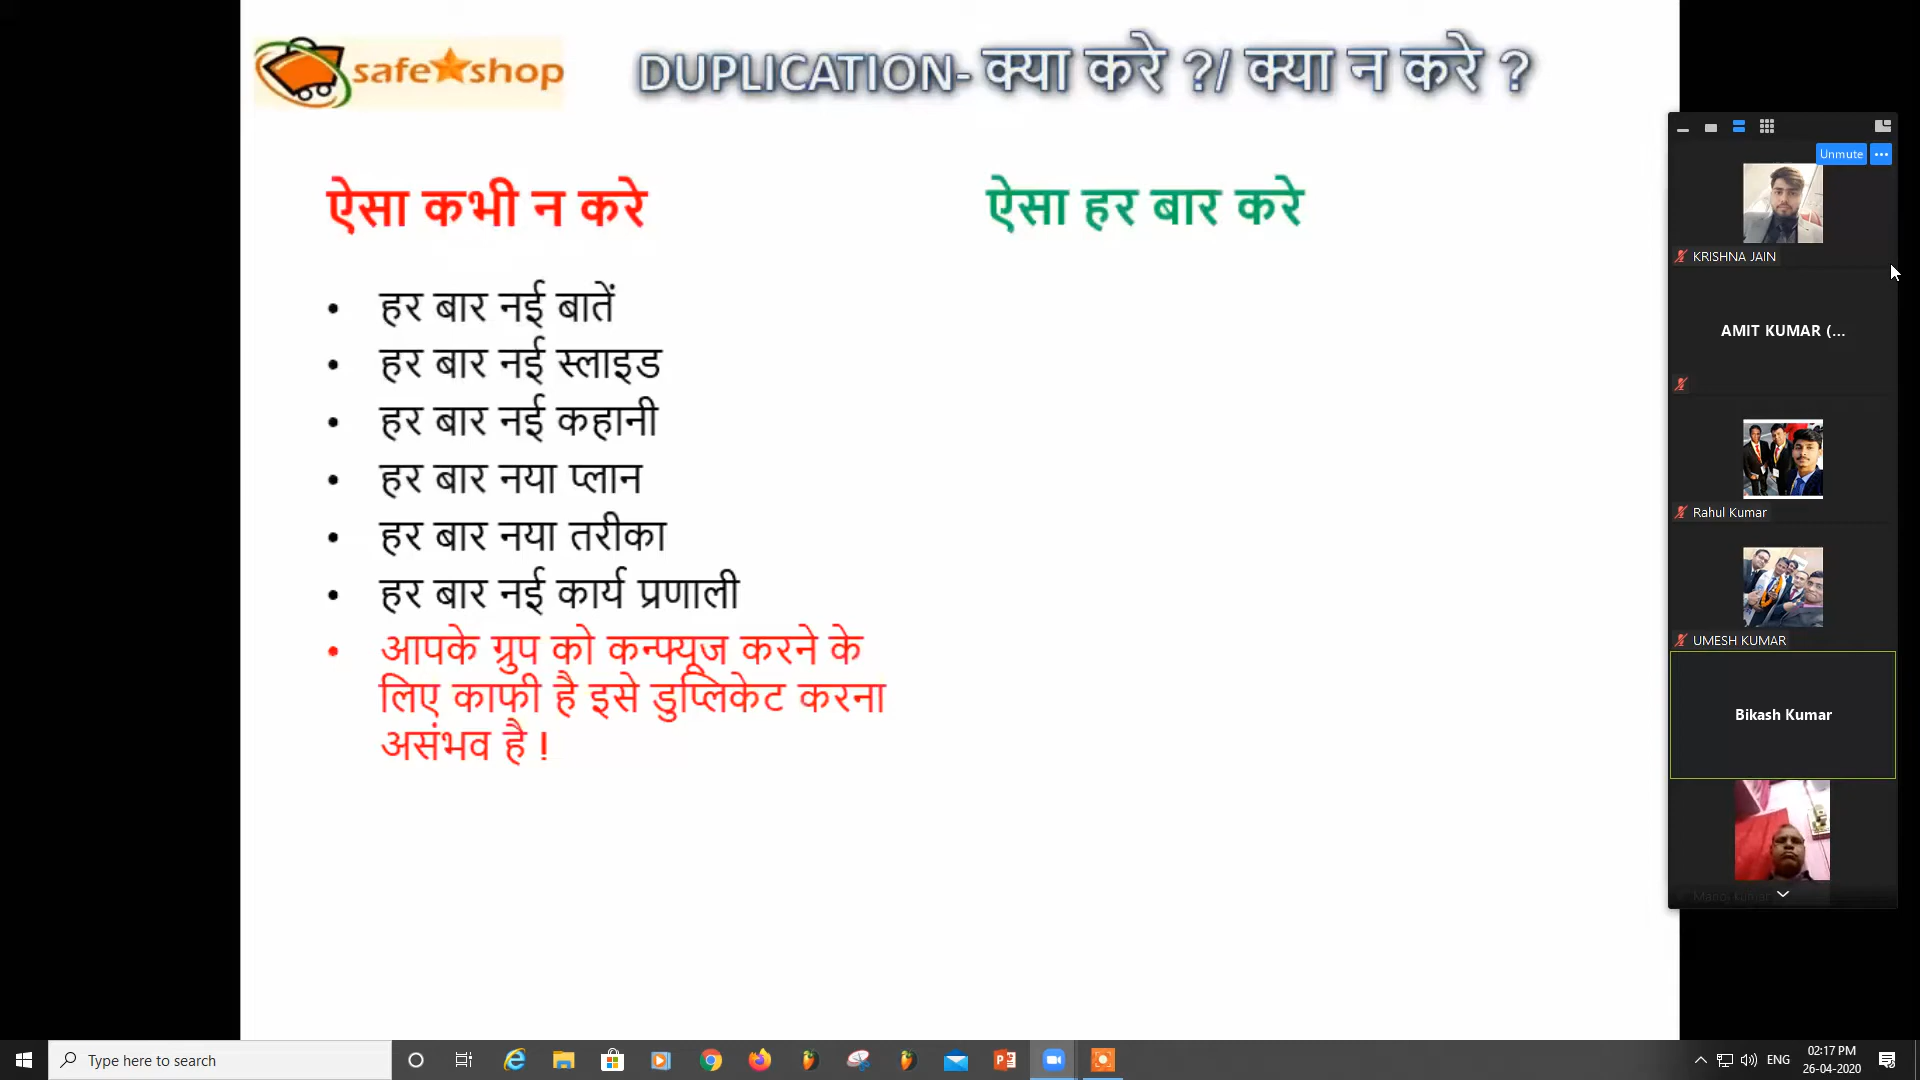 safe shop
DUPLICATION- क्या करे ?/ क्या न करे ?
ऐसा कभी न करे
• हर बार नई बातें
• हर बार नई स्लाइड
• हर बार नई कहानी
• हर बार नया प्लान
• हर बार नया तरीका
• हर बार नई कार्य प्रणाली
• आपके ग्रुप को कन्फ्यूज करने के
लिए काफी है इसे डुप्लिकेट करना
असंभव है !
ऐसा हर बार करे
Unmute
KRISHNA JAIN
AMIT KUMAR (...
Rahul Kumar
UMESH KUMAR
Bikash Kumar
Manoj Kumar
Type here to search
ENG
02:17 PM
26-04-2020